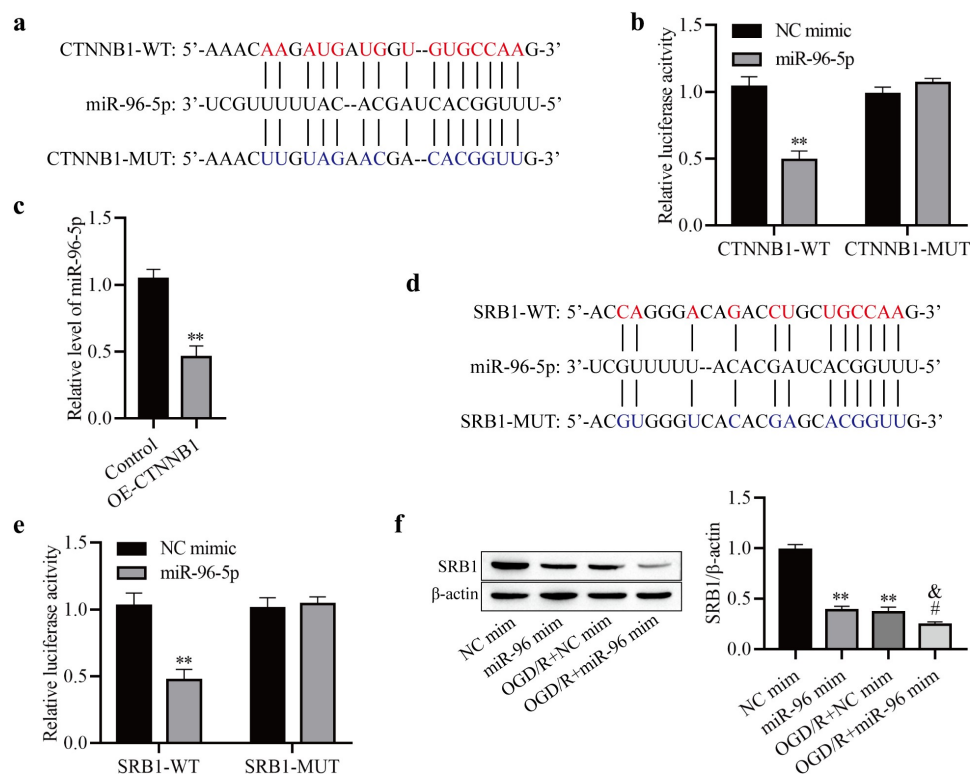 a
CTNNB1-WT: 5’-AAACAAGAUGAUGGU--GUGCCAAG-3’
miR-96-5p: 3’-UCGUUUUUAC--ACGAUCACGGUUU-5’
CTNNB1-MUT: 5’-AAACUUGUAGAACGA--CACGGUUG-3’
b
Relative luciferase acitvity
1.5
1.0
0.5
0.0
NC mimic
miR-96-5p
**
CTNNB1-WT
CTNNB1-MUT
c
Relative level of miR-96-5p
1.5
1.0
0.5
0.0
**
Control
OE-CTNNB1
d
SRB1-WT: 5’-ACCAGGGACAGACCUGCUGCCAAG-3’
miR-96-5p: 3’-UCGUUUUU--ACACGAUCACGGUUU-5’
SRB1-MUT: 5’-ACGUGGGUCACACGAGCACGGUUG-3’
e
Relative luciferase acitvity
1.5
1.0
0.5
0.0
NC mimic
miR-96-5p
**
SRB1-WT
SRB1-MUT
f
SRB1
β-actin
NC mim
miR-96 mim
OGD/R+NC mim
OGD/R+miR-96 mim
SRB1/β-actin
1.5
1.0
0.5
0.0
**
**
&
#
NC mim
miR-96 mim
OGD/R+NC mim
OGD/R+miR-96 mim